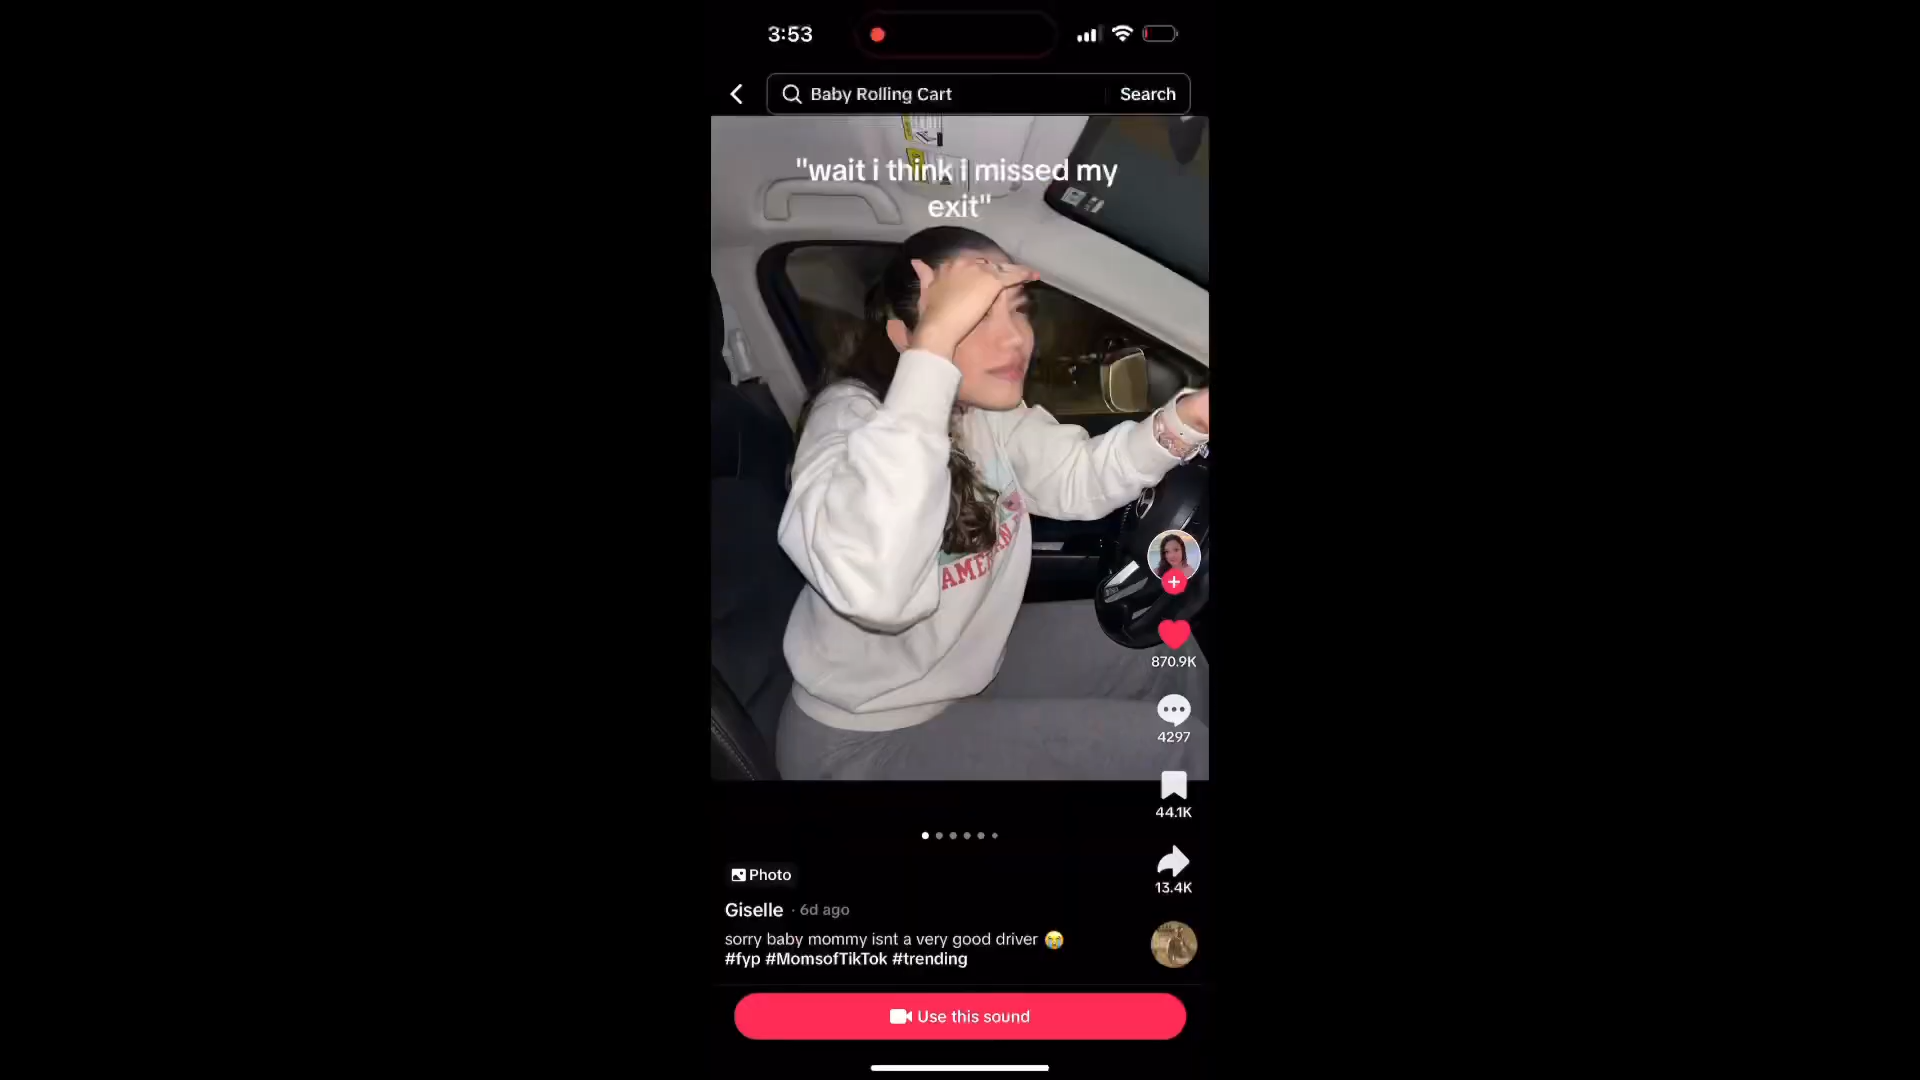 3:53
Baby Rolling Cart
Search
"wait i think i missed my
exit"
870.9K
4297
44.1K
13.4K
Photo
Giselle · 6d ago
sorry baby mommy isnt a very good driver 😭
#fyp #MomsofTikTok #trending
Use this sound